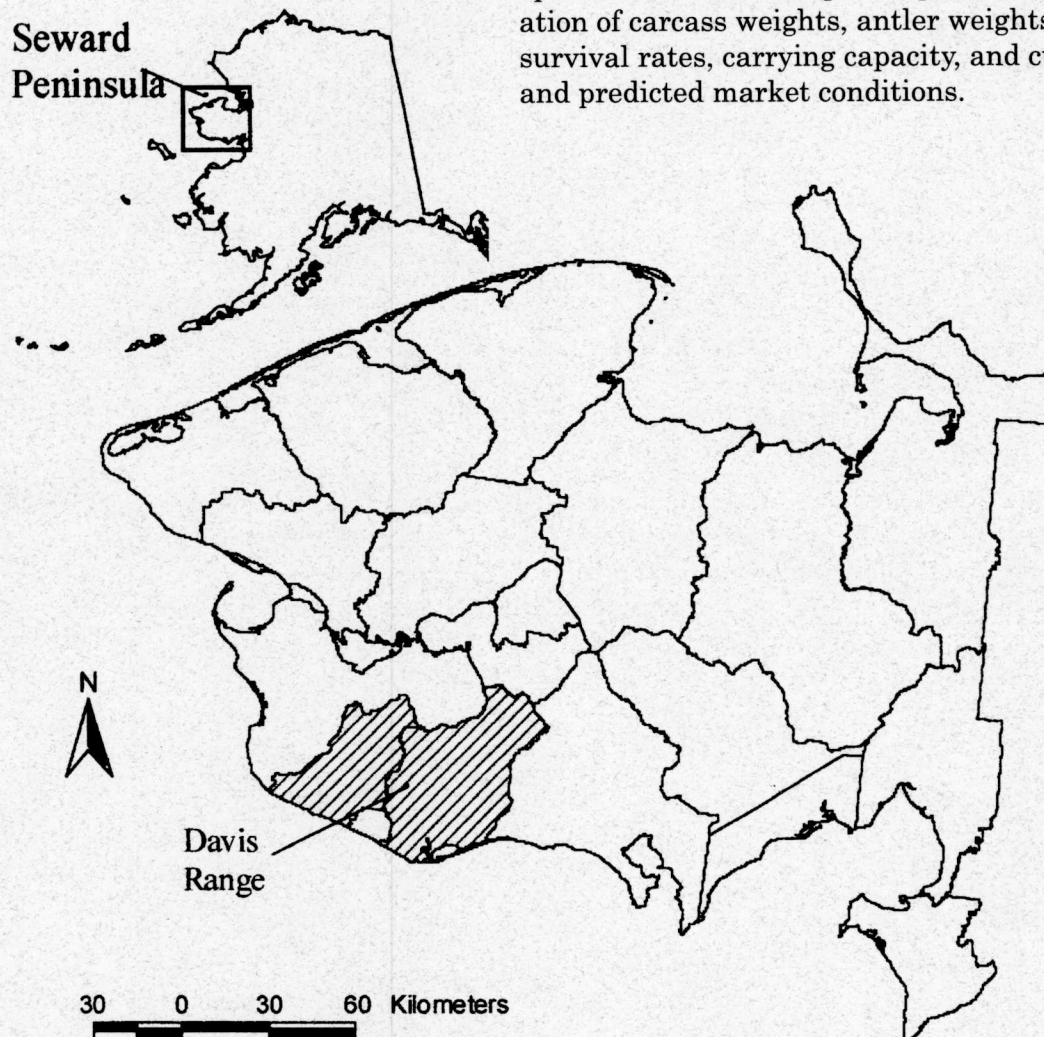 ation of carcass weights, antler weights
survival rates, carrying capacity, and
and predicted market conditions.
Seward
Peninsula
N
Davis
Range
30 0 30 60 Kilometers